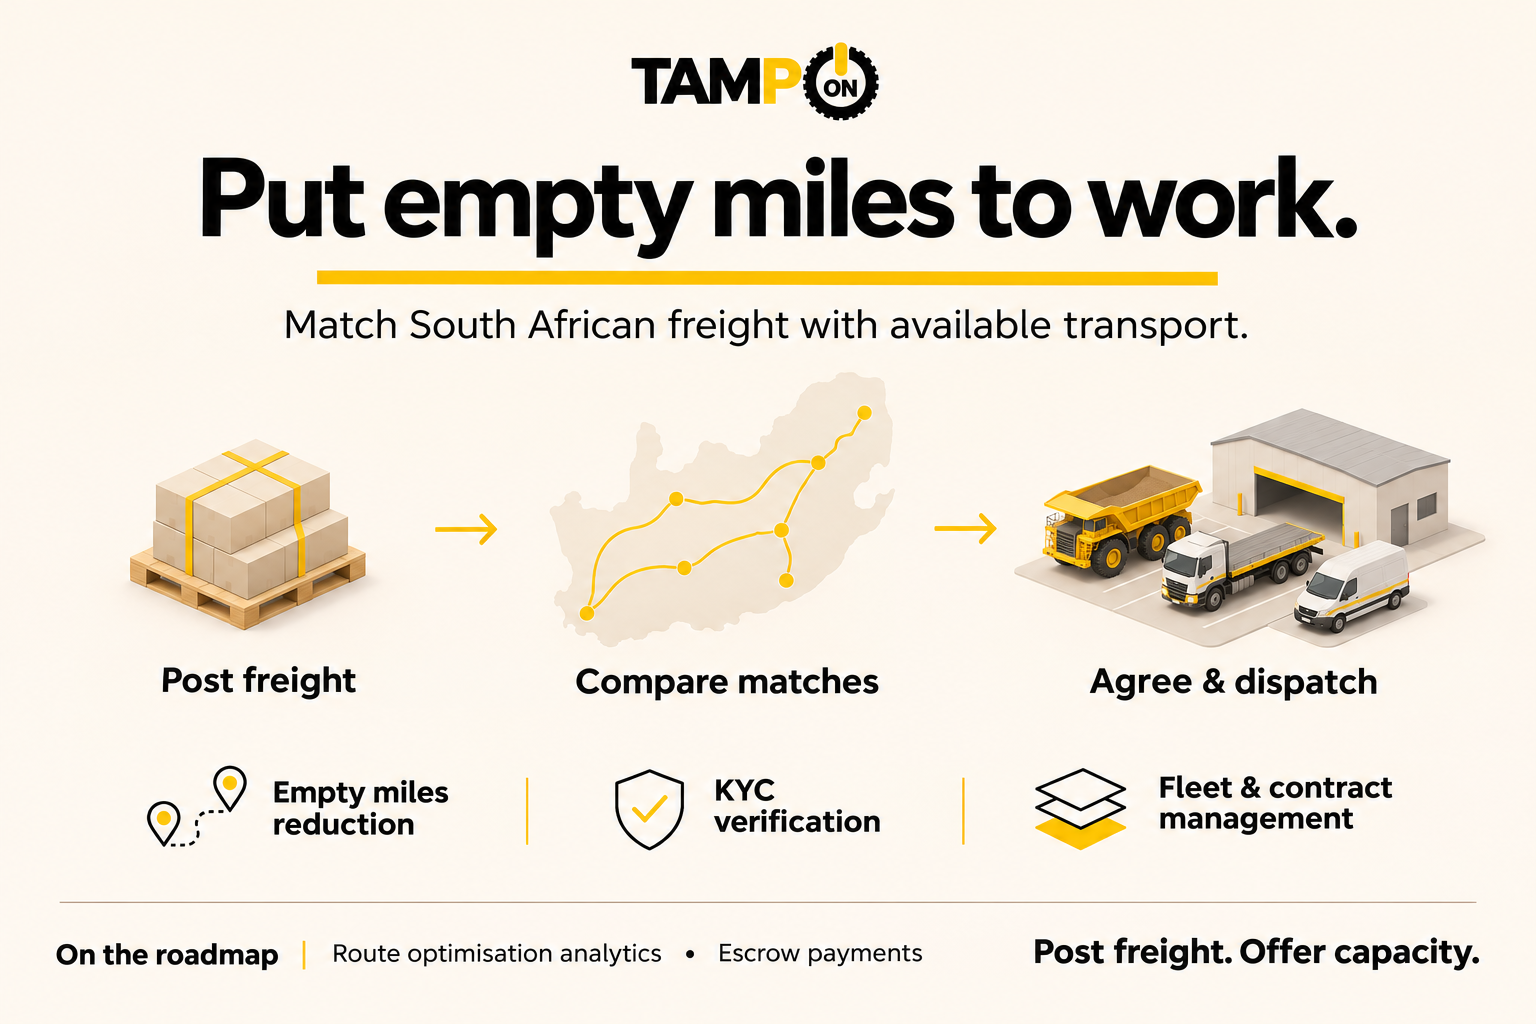 TAMPON
Put empty miles to work.
Match South African freight with available transport.
Post freight
Compare matches
Agree & dispatch
Empty miles
reduction
KYC
verification
Fleet & contract
management
On the roadmap
Route optimisation analytics • Escrow payments
Post freight. Offer capacity.